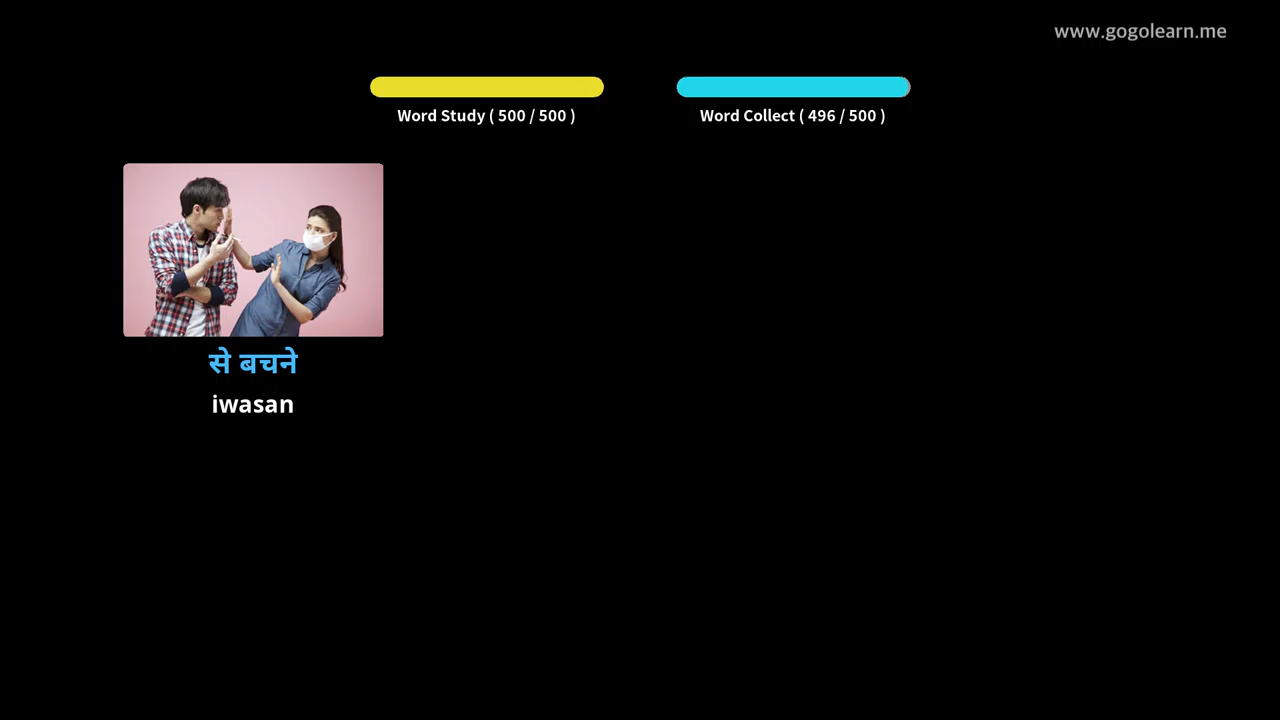 www.gogolearn.me
Word Study ( 500 / 500 )
Word Collect ( 496 / 500 )
से बचने
iwasan